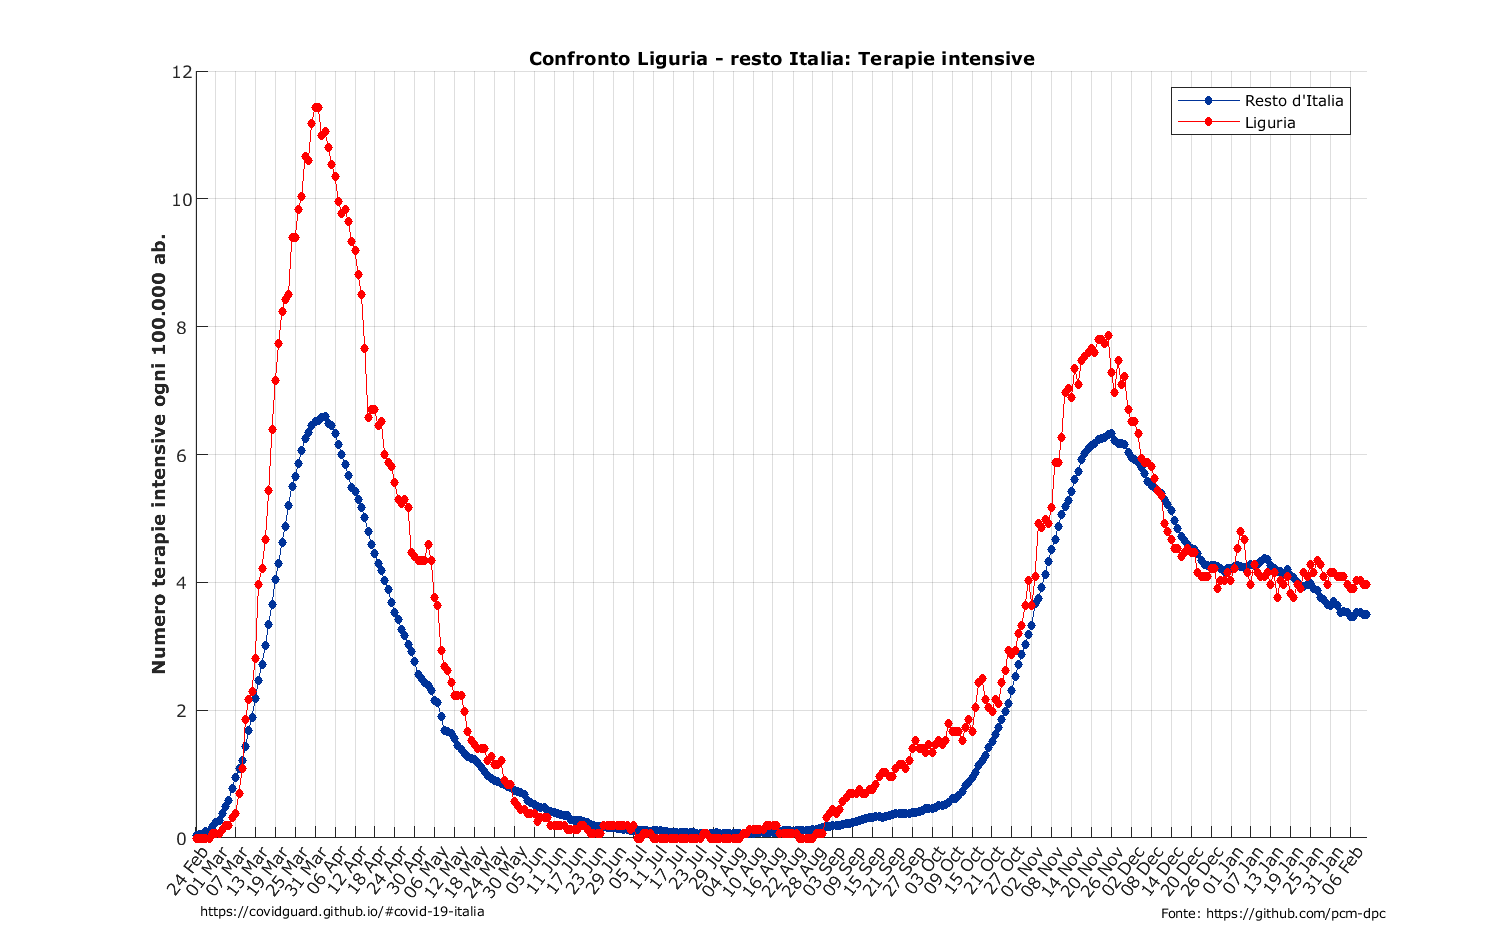 Confronto Liguria - resto Italia: Terapie intensive
Resto d'Italia
Liguria
Numero terapie intensive ogni 100.000 ab.
12
10
8
6
4
2
0
24 Feb
01 Mar
07 Mar
13 Mar
19 Mar
25 Mar
31 Mar
06 Apr
12 Apr
18 Apr
24 Apr
30 Apr
06 May
12 May
18 May
24 May
30 May
05 Jun
11 Jun
17 Jun
23 Jun
29 Jun
05 Jul
11 Jul
17 Jul
23 Jul
29 Jul
04 Aug
10 Aug
16 Aug
22 Aug
28 Aug
03 Sep
09 Sep
15 Sep
21 Sep
27 Sep
03 Oct
09 Oct
15 Oct
21 Oct
27 Oct
02 Nov
08 Nov
14 Nov
20 Nov
26 Nov
02 Dec
08 Dec
14 Dec
20 Dec
26 Dec
01 Jan
07 Jan
13 Jan
19 Jan
25 Jan
31 Jan
06 Feb
https://covidguard.github.io/#covid-19-italia
Fonte: https://github.com/pcm-dpc